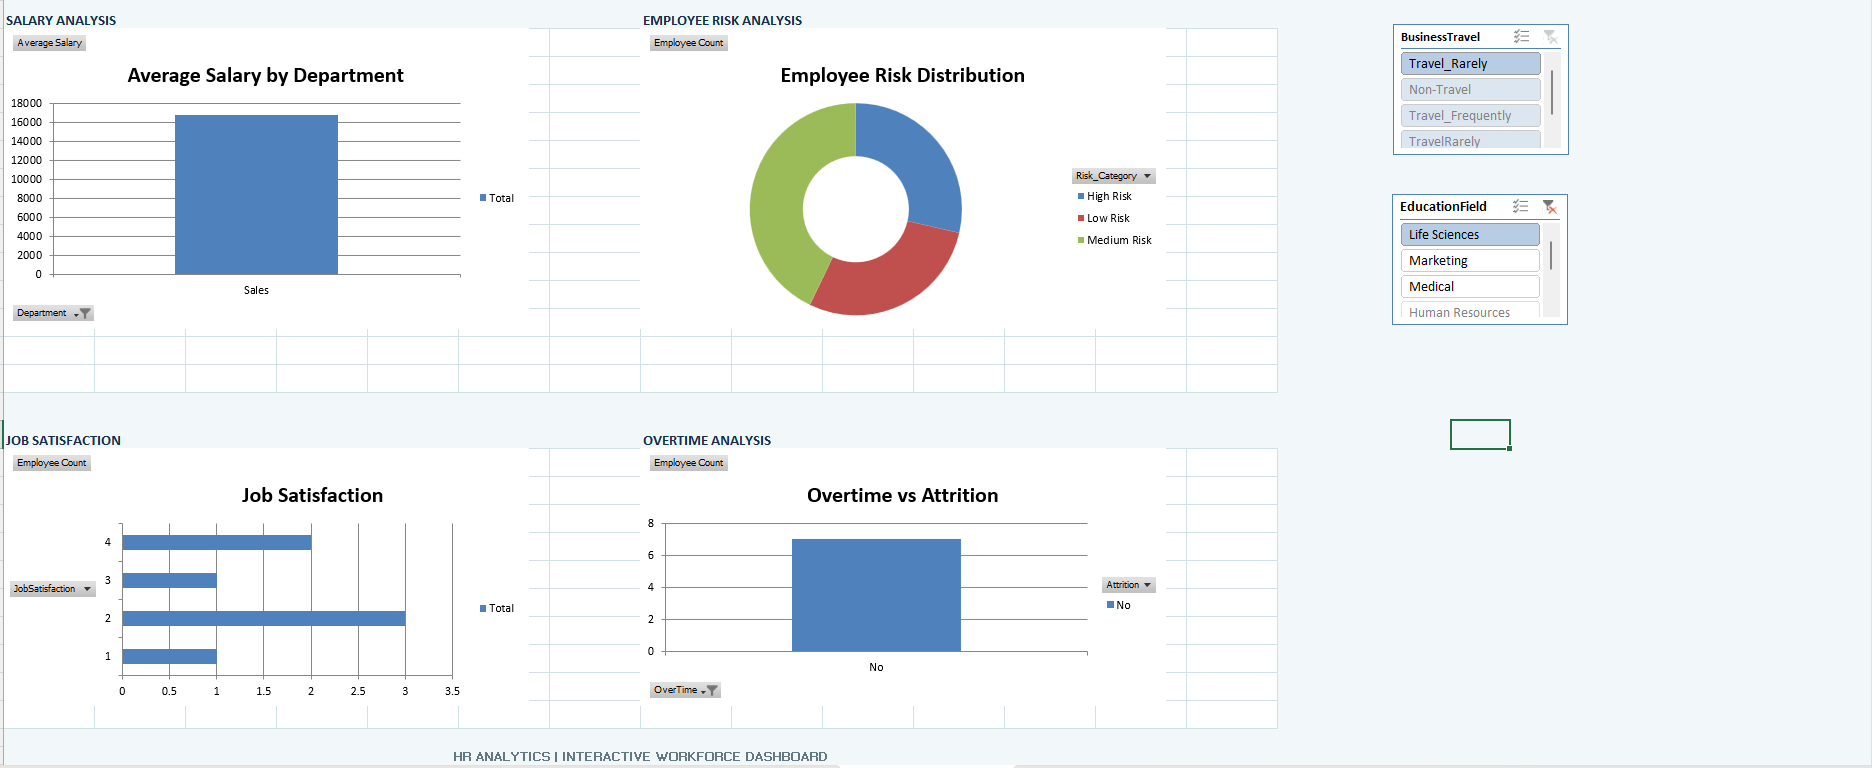 SALARY ANALYSIS
Average Salary
Average Salary by Department
18000
16000
14000
12000
10000
8000
6000
4000
2000
0
Sales
Total
Department
EMPLOYEE RISK ANALYSIS
Employee Count
Employee Risk Distribution
Risk_Category
High Risk
Low Risk
Medium Risk
BusinessTravel
Travel_Rarely
Non-Travel
Travel_Frequently
TravelRarely
EducationField
Life Sciences
Marketing
Medical
Human Resources
JOB SATISFACTION
Employee Count
Job Satisfaction
JobSatisfaction
4
3
2
1
0 0.5 1 1.5 2 2.5 3 3.5
Total
OVERTIME ANALYSIS
Employee Count
Overtime vs Attrition
8
6
4
2
0
No
Attrition
No
OverTime
HR ANALYTICS | INTERACTIVE WORKFORCE DASHBOARD